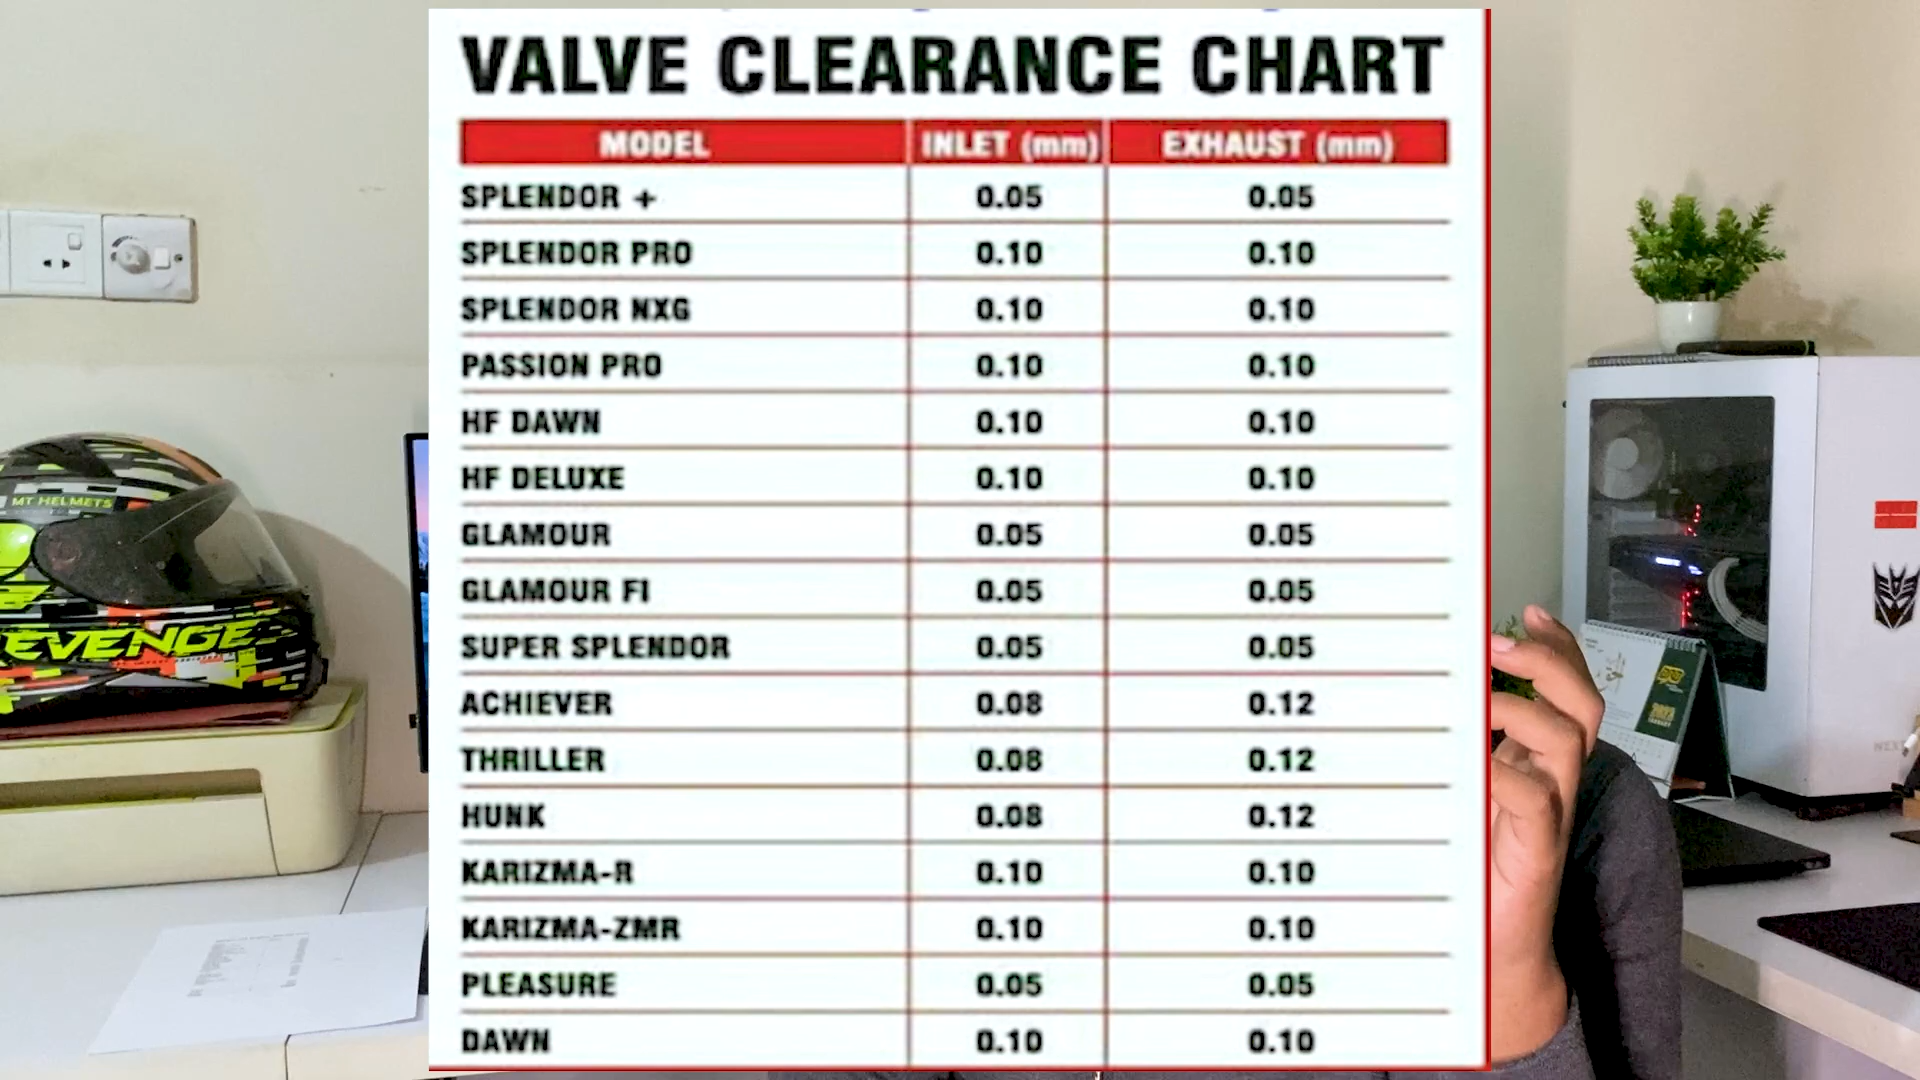 VALVE CLEARANCE CHART
MODEL INLET (mm) EXHAUST (mm)
SPLENDOR + 0.05 0.05
SPLENDOR PRO 0.10 0.10
SPLENDOR NXG 0.10 0.10
PASSION PRO 0.10 0.10
HF DAWN 0.10 0.10
HF DELUXE 0.10 0.10
GLAMOUR 0.05 0.05
GLAMOUR FI 0.05 0.05
SUPER SPLENDOR 0.05 0.05
ACHIEVER 0.08 0.12
THRILLER 0.08 0.12
HUNK 0.08 0.12
KARIZMA-R 0.10 0.10
KARIZMA-ZMR 0.10 0.10
PLEASURE 0.05 0.05
DAWN 0.10 0.10
MT HELMETS
EVENGE